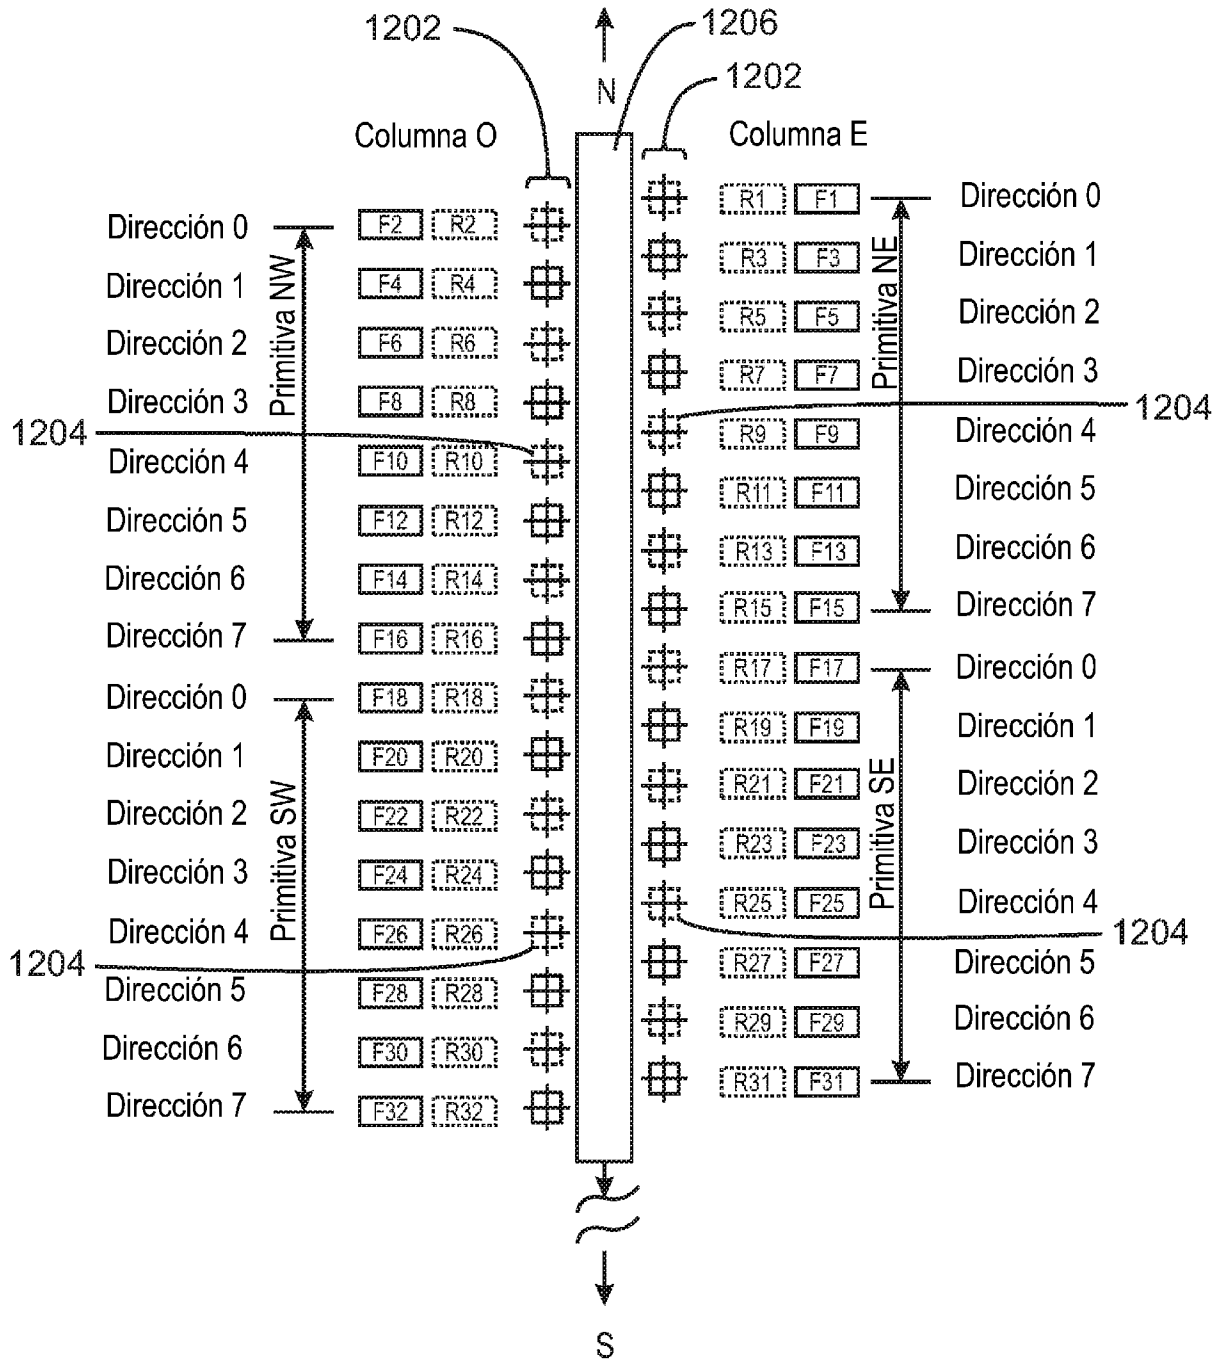 1202
1206
N
1202
Columna O
Columna E
R1 F1 Dirección 0
Dirección 0 F2 R2
R3 F3 Dirección 1
Dirección 1 F4 R4
R5 F5 Dirección 2
Dirección 2 F6 R6
R7 F7 Dirección 3
Dirección 3 F8 R8
Primitiva NW
Primitiva NE
1204
1204
R9 F9 Dirección 4
Dirección 4 F10 R10
R11 F11 Dirección 5
Dirección 5 F12 R12
R13 F13 Dirección 6
Dirección 6 F14 R14
R15 F15 Dirección 7
Dirección 7 F16 R16
R17 F17 Dirección 0
Dirección 0 F18 R18
R19 F19 Dirección 1
Dirección 1 F20 R20
R21 F21 Dirección 2
Dirección 2 F22 R22
R23 F23 Dirección 3
Dirección 3 F24 R24
Primitiva SW
Primitiva SE
R25 F25 Dirección 4
Dirección 4 F26 R26
1204
1204
R27 F27 Dirección 5
Dirección 5 F28 R28
R29 F29 Dirección 6
Dirección 6 F30 R30
R31 F31 Dirección 7
Dirección 7 F32 R32
S